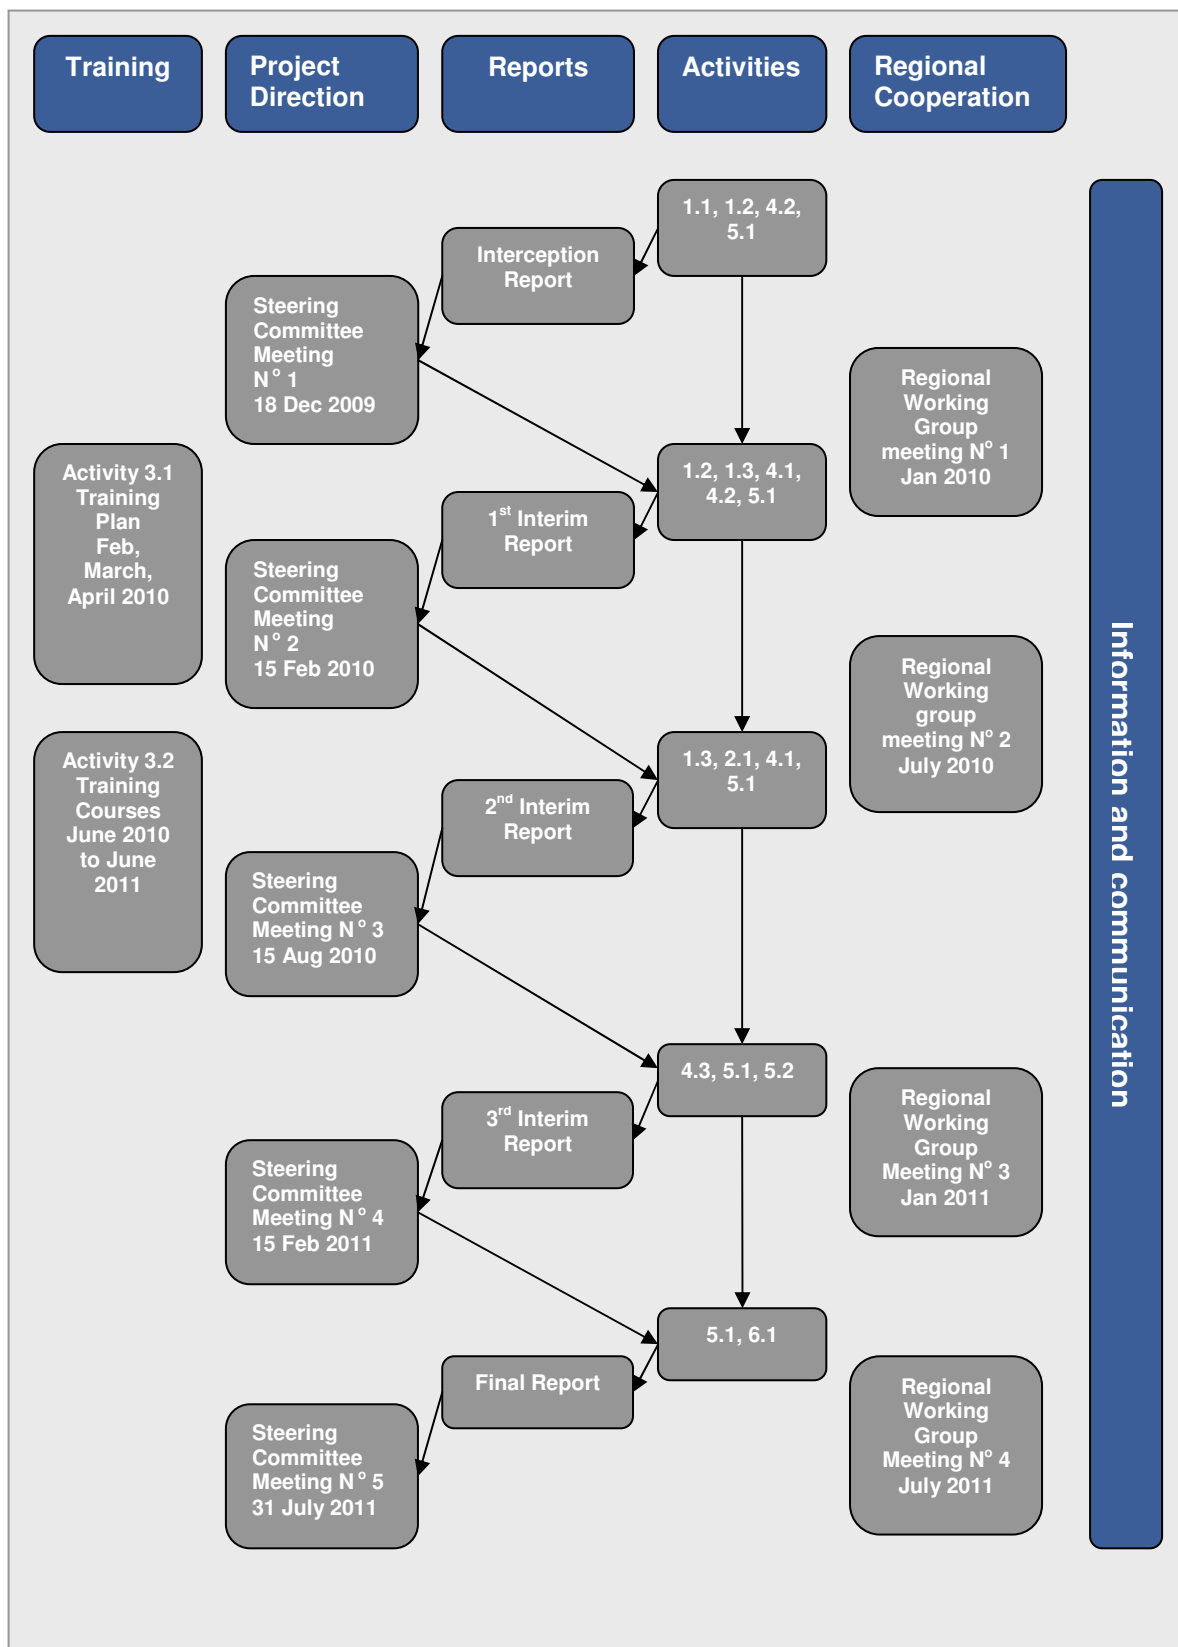 Training
Project
Direction
Reports
Activities
Regional
Cooperation
1.1, 1.2, 4.2,
5.1
Interception
Report
Steering
Committee
Meeting
N° 1
18 Dec 2009
Regional
Working
Group
meeting N° 1
Jan 2010
Activity 3.1
Training
Plan
Feb,
March,
April 2010
1.2, 1.3, 4.1,
4.2, 5.1
1st Interim
Report
Steering
Committee
Meeting
N° 2
15 Feb 2010
Regional
Working
group
meeting N° 2
July 2010
Activity 3.2
Training
Courses
June 2010
to June
2011
1.3, 2.1, 4.1,
5.1
2nd Interim
Report
Steering
Committee
Meeting N° 3
15 Aug 2010
4.3, 5.1, 5.2
3rd Interim
Report
Regional
Working
Group
Meeting N° 3
Jan 2011
Steering
Committee
Meeting N° 4
15 Feb 2011
5.1, 6.1
Final Report
Regional
Working
Group
Meeting N° 4
July 2011
Steering
Committee
Meeting N° 5
31 July 2011
Information and communication